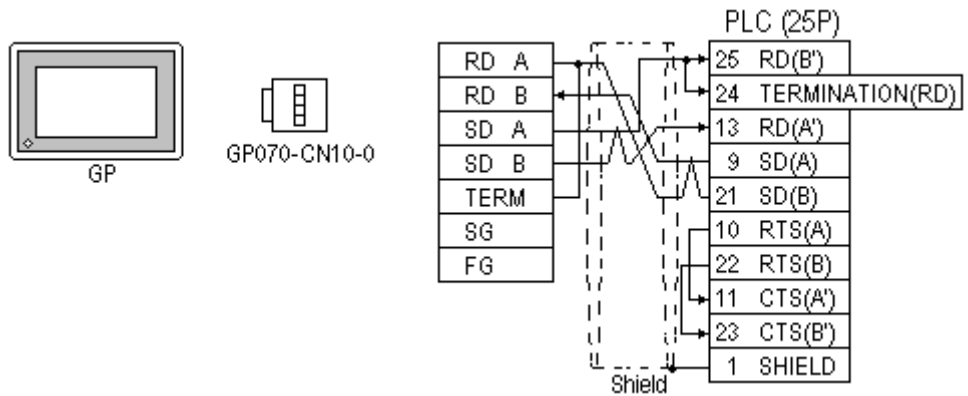 GP
GP070-CN10-0
RD A
RD B
SD A
SD B
TERM
SG
FG
Shield
PLC (25P)
25 RD(B')
24 TERMINATION(RD)
13 RD(A')
9 SD(A)
21 SD(B)
10 RTS(A)
22 RTS(B)
11 CTS(A')
23 CTS(B')
1 SHIELD